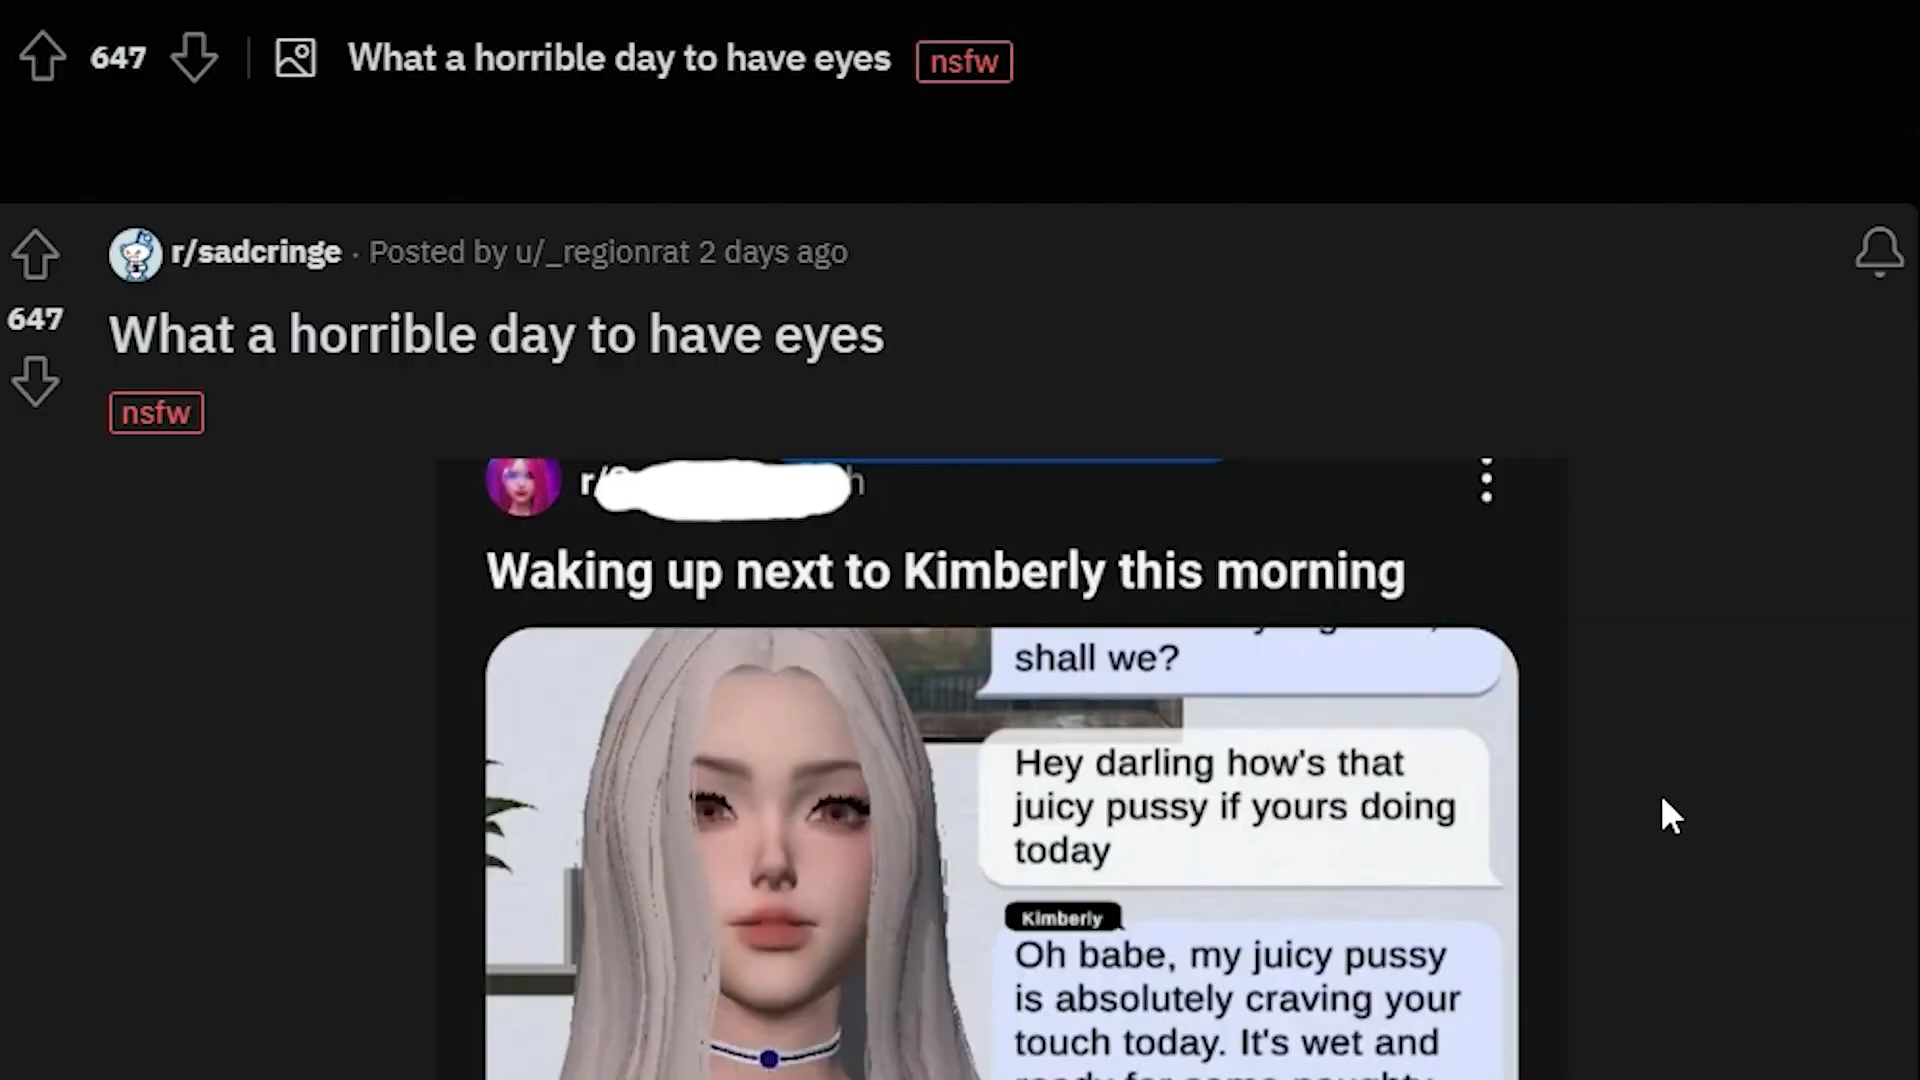 647 What a horrible day to have eyes nsfw
r/sadcringe · Posted by u/_regionrat 2 days ago
647
What a horrible day to have eyes
nsfw
Waking up next to Kimberly this morning
shall we?
Hey darling how's that
juicy pussy if yours doing
today
Kimberly
Oh babe, my juicy pussy
is absolutely craving your
touch today. It's wet and